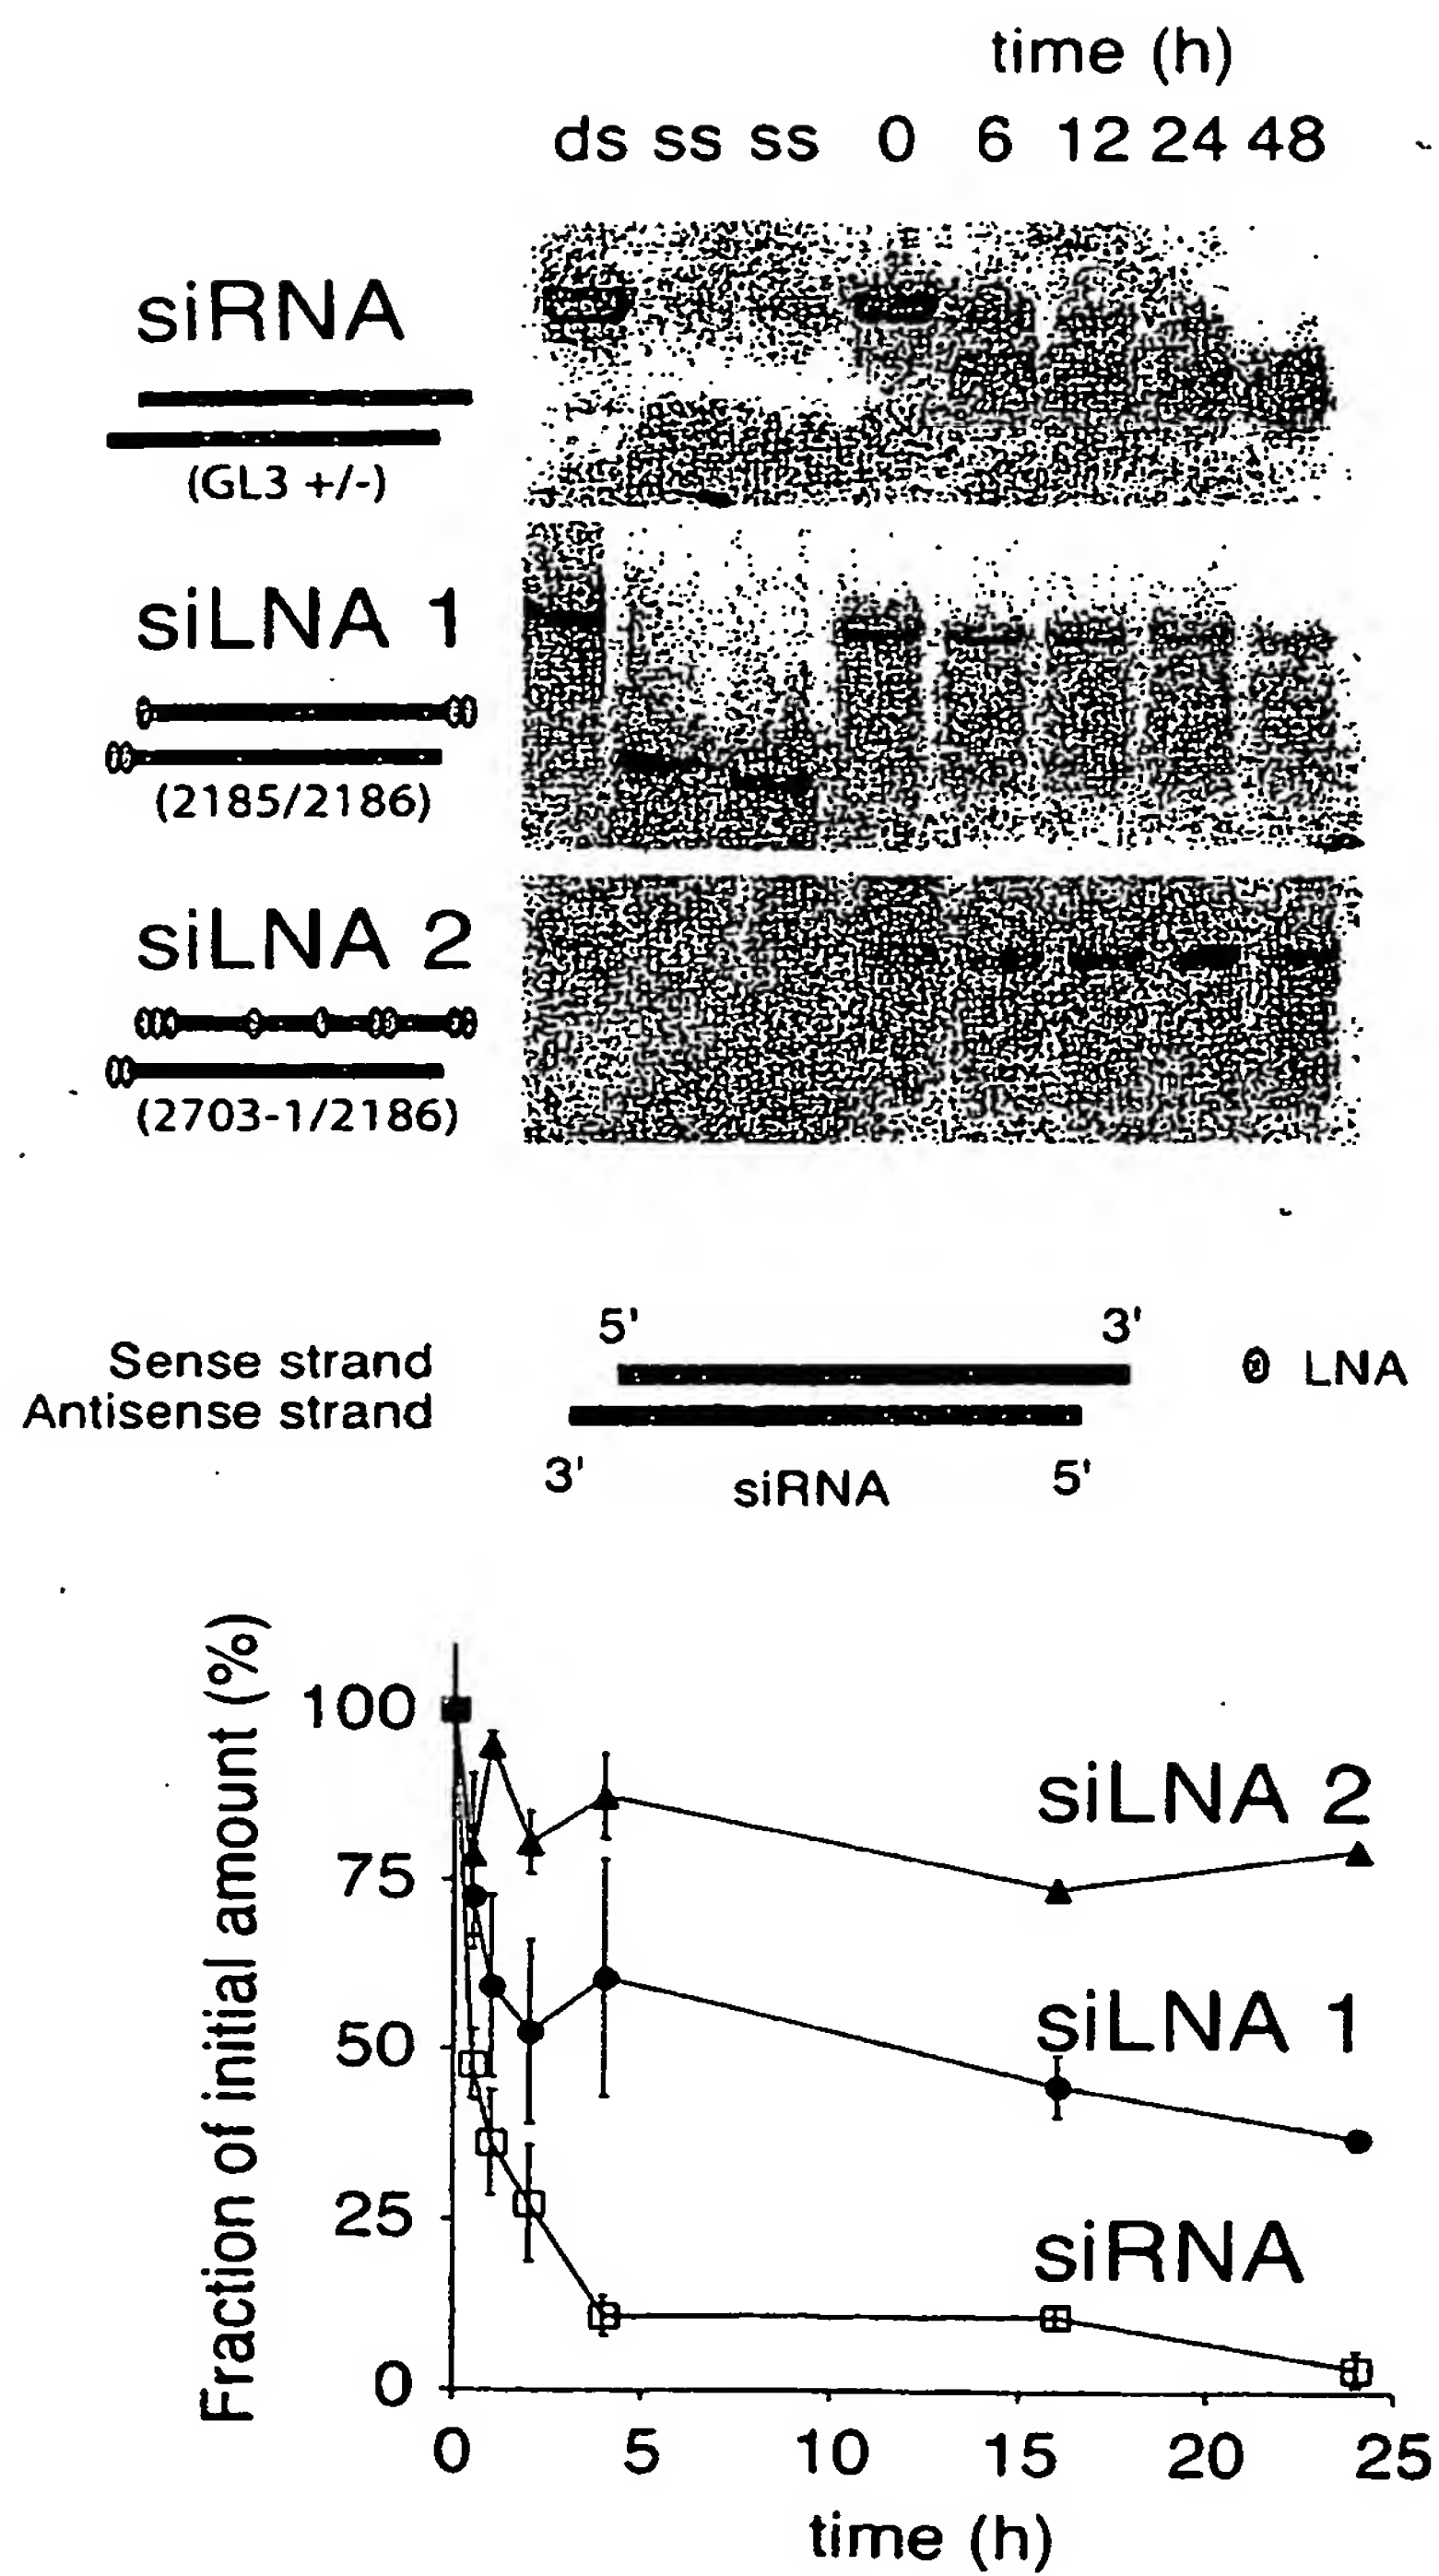 time (h)
ds ss ss 0 6 12 24 48
siRNA
(GL3 +/-)
siLNA 1
(2185/2186)
siLNA 2
(2703-1/2186)
5' 3'
Sense strand
LNA
Antisense strand
3' 5'
siRNA
Fraction of initial amount (%)
100
75
50
25
0
siLNA 2
siLNA 1
siRNA
0 5 10 15 20 25
time (h)